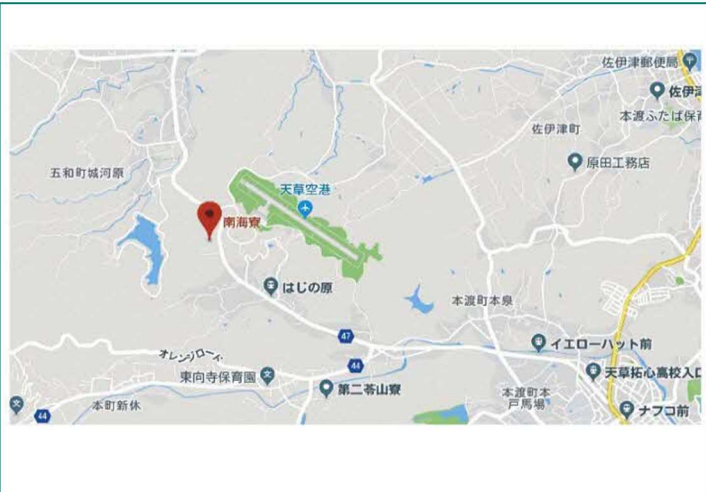 佐伊津郵便局
佐伊津
本渡ふたば保育
佐伊津町
原田工務店
五和町城河原
天草空港
南海寮
はじの原
本渡町本泉
47
イエローハット前
オレンジロード
44
東向寺保育園
天草拓心高校入口
第二苓山寮
本渡町本
戸馬場
本町新休
44
ナフコ前